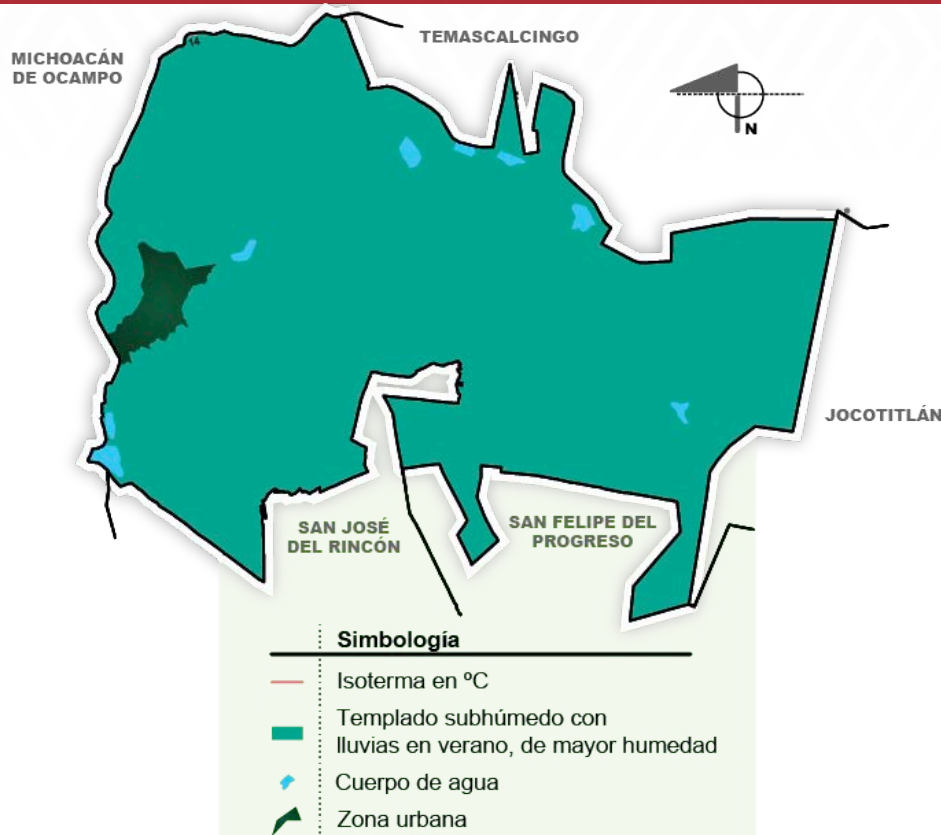 TEMASCALCINGO
MICHOACÁN
DE OCAMPO
14
N
JOCOTITLÁN
SAN JOSÉ
DEL RINCÓN
SAN FELIPE DEL
PROGRESO
Simbología
Isoterma en ºC
Templado subhúmedo con
lluvias en verano, de mayor humedad
Cuerpo de agua
Zona urbana